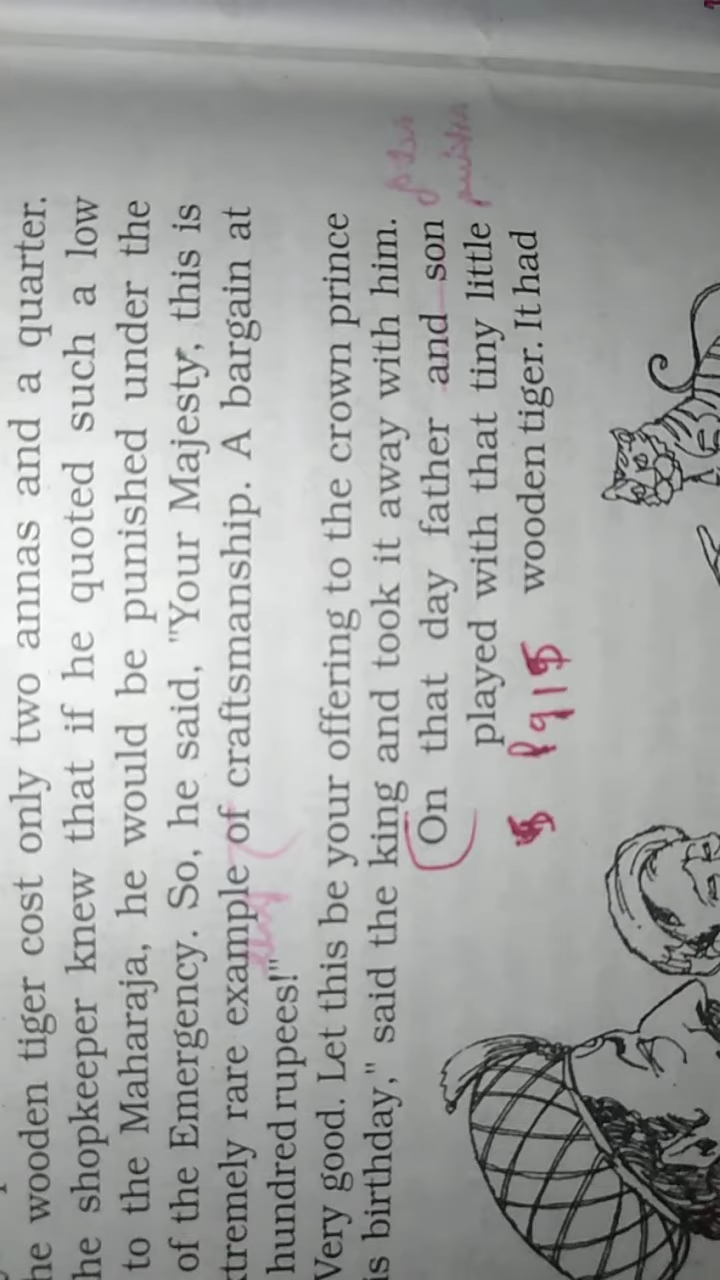 he wooden tiger cost only two annas and a quarter.
he shopkeeper knew that if he quoted such a low
to the Maharaja, he would be punished under the
of the Emergency. So, he said, "Your Majesty, this is
tremely rare example of craftsmanship. A bargain at
hundred rupees!"
Very good. Let this be your offering to the crown prince
is birthday," said the king and took it away with him.
On that day father and son
played with that tiny little
wooden tiger. It had